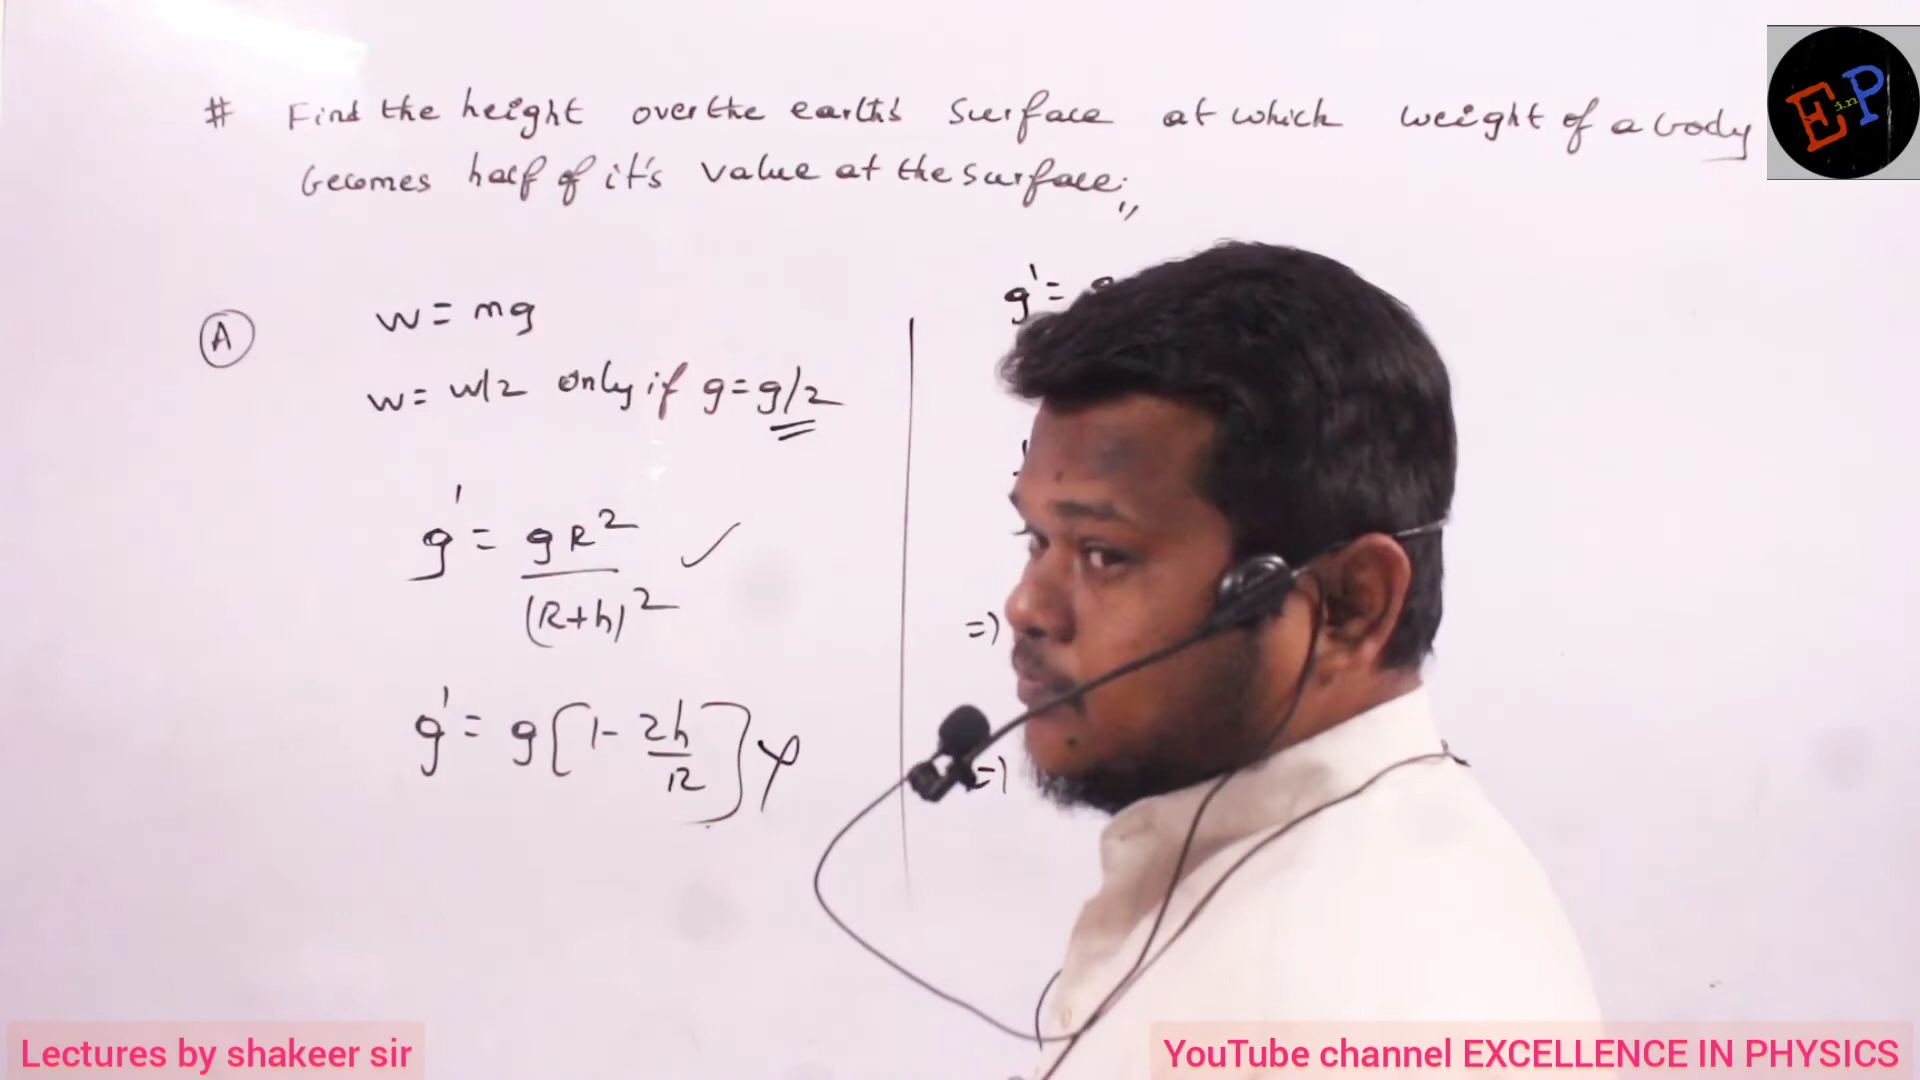 # Find the height over the earth's surface at which weight of a body
becomes half of it's value at the surface;,,
E in P
A
w = mg
w = w/2 only if g = g/2
g' = gR²/(R+h)² ✓
g' = g[1 - 2h/R]
g' =
=)
=)
Lectures by shakeer sir
YouTube channel EXCELLENCE IN PHYSICS